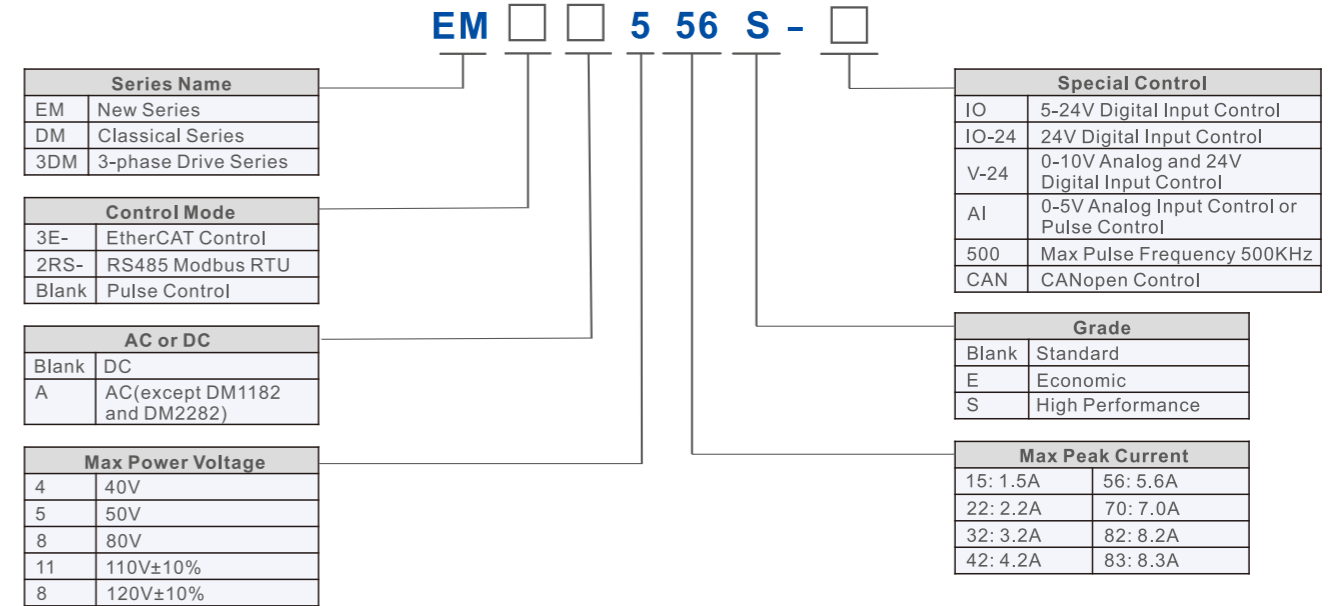 EM □ □ 5 56 S – □
Series Name
EM New Series
DM Classical Series
3DM 3-phase Drive Series
Control Mode
3E- EtherCAT Control
2RS- RS485 Modbus RTU
Blank Pulse Control
AC or DC
Blank DC
A AC(except DM1182
and DM2282)
Max Power Voltage
4 40V
5 50V
8 80V
11 110V±10%
8 120V±10%
Special Control
IO 5-24V Digital Input Control
IO-24 24V Digital Input Control
V-24 0-10V Analog and 24V
Digital Input Control
AI 0-5V Analog Input Control or
Pulse Control
500 Max Pulse Frequency 500KHz
CAN CANopen Control
Grade
Blank Standard
E Economic
S High Performance
Max Peak Current
15: 1.5A 56: 5.6A
22: 2.2A 70: 7.0A
32: 3.2A 82: 8.2A
42: 4.2A 83: 8.3A